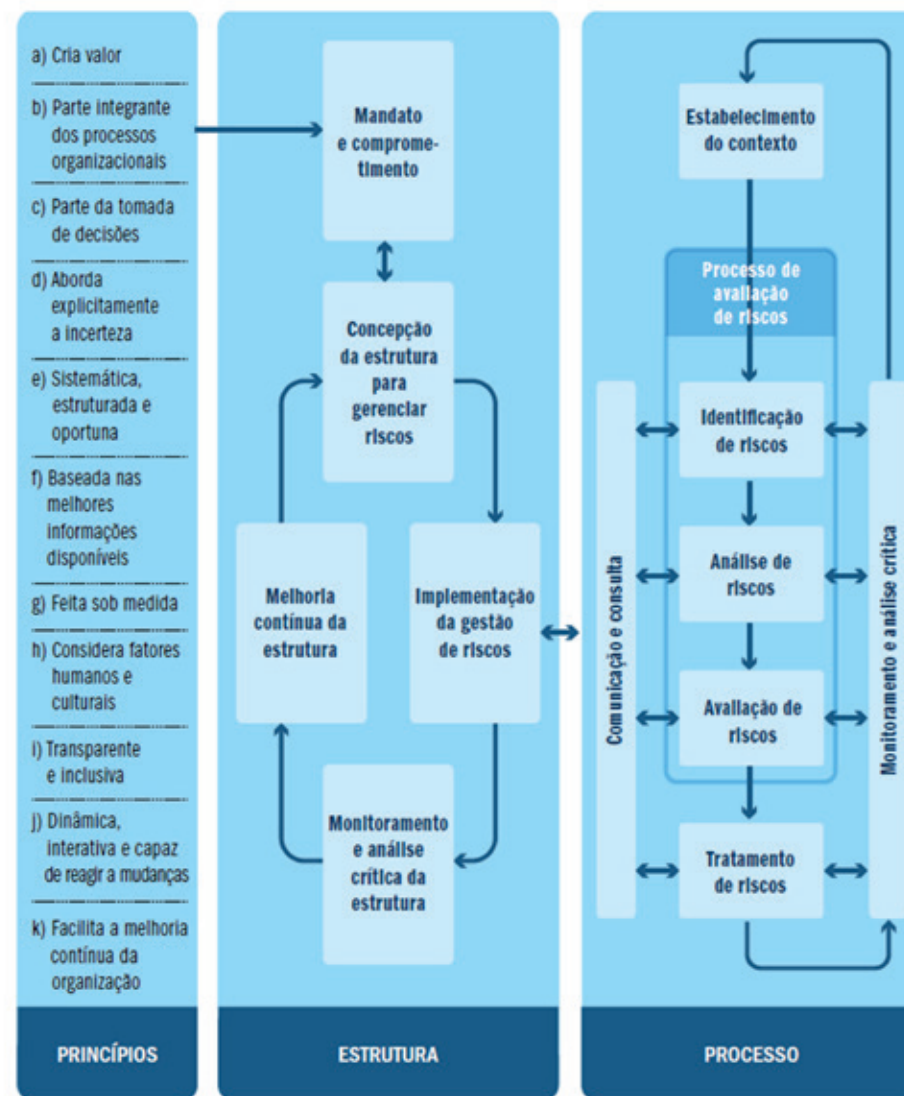 a) Cria valor
b) Parte integrante
dos processos
organizacionais
c) Parte da tomada
de decisões
d) Aborda
explicitamente
a incerteza
e) Sistemática,
estruturada e
oportuna
f) Baseada nas
melhores
informações
disponíveis
g) Feita sob medida
h) Considera fatores
humanos e
culturais
i) Transparente
e inclusiva
j) Dinâmica,
interativa e capaz
de reagir a mudanças
k) Facilita a melhoria
contínua da
organização
PRINCÍPIOS
Mandato
e comprome-
timento
Concepção
da estrutura
para
gerenciar
riscos
Melhoria
contínua da
estrutura
Implementação
da gestão
de riscos
Monitoramento
e análise
crítica da
estrutura
ESTRUTURA
Estabelecimento
do contexto
Processo de
avaliação
de riscos
Comunicação e consulta
Identificação
de riscos
Análise de
riscos
Avaliação de
riscos
Tratamento
de riscos
Monitoramento e análise crítica
PROCESSO